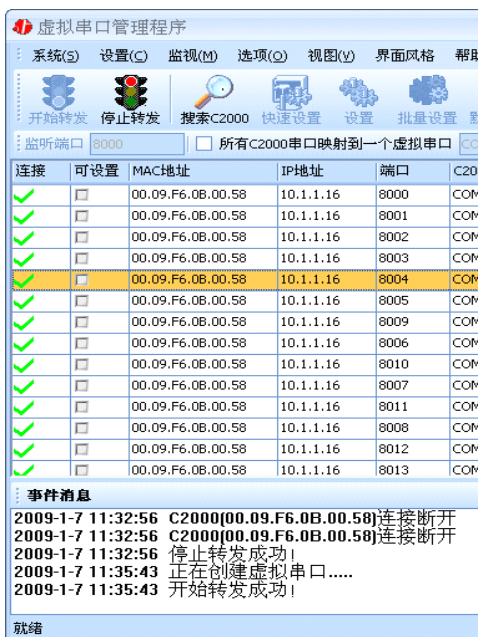 虚拟串口管理程序
系统(S) 设置(C) 监视(M) 选项(O) 视图(V) 界面风格 帮助
开始转发 停止转发 搜索C2000 快速设置 设置 批量设置
监听端口 8000 所有C2000串口映射到一个虚拟串口 CO
连接 可设置 MAC地址 IP地址 端口 C20
00.09.F6.0B.00.58 10.1.1.16 8000 COM
00.09.F6.0B.00.58 10.1.1.16 8001 COM
00.09.F6.0B.00.58 10.1.1.16 8002 COM
00.09.F6.0B.00.58 10.1.1.16 8003 COM
00.09.F6.0B.00.58 10.1.1.16 8004 COM
00.09.F6.0B.00.58 10.1.1.16 8005 COM
00.09.F6.0B.00.58 10.1.1.16 8009 COM
00.09.F6.0B.00.58 10.1.1.16 8006 COM
00.09.F6.0B.00.58 10.1.1.16 8010 COM
00.09.F6.0B.00.58 10.1.1.16 8007 COM
00.09.F6.0B.00.58 10.1.1.16 8011 COM
00.09.F6.0B.00.58 10.1.1.16 8008 COM
00.09.F6.0B.00.58 10.1.1.16 8012 COM
00.09.F6.0B.00.58 10.1.1.16 8013 COM
事件消息
2009-1-7 11:32:56 C2000(00.09.F6.0B.00.58)连接断开
2009-1-7 11:32:56 C2000(00.09.F6.0B.00.58)连接断开
2009-1-7 11:32:56 停止转发成功!
2009-1-7 11:35:43 正在创建虚拟串口.....
2009-1-7 11:35:43 开始转发成功!
就绪